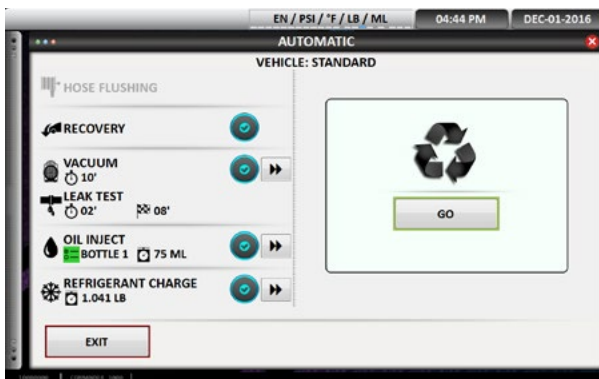 EN / PSI / °F / LB / ML
04:44 PM
DEC-01-2016
AUTOMATIC
VEHICLE: STANDARD
HOSE FLUSHING
RECOVERY
VACUUM
10'
LEAK TEST
02' 08'
OIL INJECT
BOTTLE 1 75 ML
REFRIGERANT CHARGE
1.041 LB
GO
EXIT